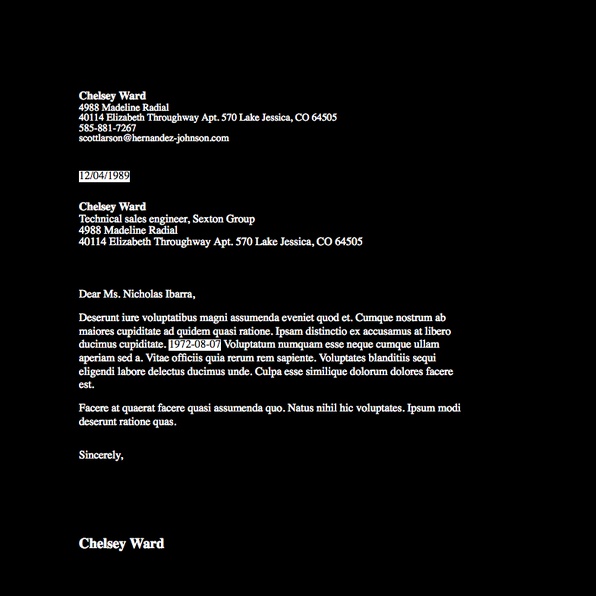 Chelsey Ward
4988 Madeline Radial
40114 Elizabeth Throughway Apt. 570 Lake Jessica, CO 64505
585-881-7267
scottlarson@hernandez-johnson.com
12/04/1989
Chelsey Ward
Technical sales engineer, Sexton Group
4988 Madeline Radial
40114 Elizabeth Throughway Apt. 570 Lake Jessica, CO 64505
Dear Ms. Nicholas Ibarra,
Deserunt iure voluptatibus magni assumenda eveniet quod et. Cumque nostrum ab
maiores cupiditate ad quidem quasi ratione. Ipsam distinctio ex accusamus at libero
ducimus cupiditate. 1972-08-07 Voluptatum numquam esse neque cumque ullam
aperiam sed a. Vitae officiis quia rerum rem sapiente. Voluptates blanditiis sequi
eligendi labore delectus ducimus unde. Culpa esse similique dolorum dolores facere
est.
Facere at quaerat facere quasi assumenda quo. Natus nihil hic voluptates. Ipsum modi
deserunt ratione quas.
Sincerely,
Chelsey Ward